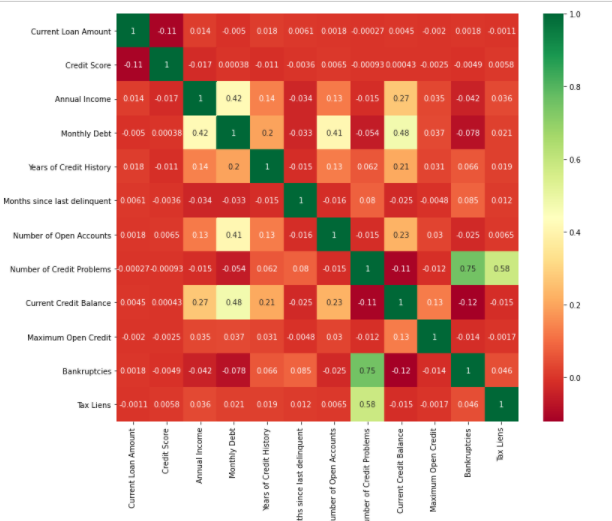 Current Loan Amount 1 -0.11 0.014 -0.005 0.018 0.0061 0.0018 -0.00027 0.0045 -0.002 0.0018 -0.0011
Credit Score -0.11 1 -0.017 0.00038 -0.011 -0.0036 0.0065 -0.00093 0.00043 -0.0025 -0.0049 0.0058
Annual Income 0.014 -0.017 1 0.42 0.14 -0.034 0.13 -0.015 0.27 0.035 -0.042 0.036
Monthly Debt -0.005 0.00038 0.42 1 0.2 -0.033 0.41 -0.054 0.48 0.037 -0.078 0.021
Years of Credit History 0.018 -0.011 0.14 0.2 1 -0.015 0.13 0.062 0.21 0.031 0.066 0.019
Months since last delinquent 0.0061 -0.0036 -0.034 -0.033 -0.015 1 -0.016 0.08 -0.025 -0.0048 0.085 0.012
Number of Open Accounts 0.0018 0.0065 0.13 0.41 0.13 -0.016 1 -0.015 0.23 0.03 -0.025 0.0065
Number of Credit Problems -0.00027 -0.00093 -0.015 -0.054 0.062 0.08 -0.015 1 -0.11 -0.012 0.75 0.58
Current Credit Balance 0.0045 0.00043 0.27 0.48 0.21 -0.025 0.23 -0.11 1 0.13 -0.12 -0.015
Maximum Open Credit -0.002 -0.0025 0.035 0.037 0.031 -0.0048 0.03 -0.012 0.13 1 -0.014 -0.0017
Bankruptcies 0.0018 -0.0049 -0.042 -0.078 0.066 0.085 -0.025 0.75 -0.12 -0.014 1 0.046
Tax Liens -0.0011 0.0058 0.036 0.021 0.019 0.012 0.0065 0.58 -0.015 -0.0017 0.046 1
Current Loan Amount
Credit Score
Annual Income
Monthly Debt
Years of Credit History
ths since last delinquent
umber of Open Accounts
mber of Credit Problems
Current Credit Balance
Maximum Open Credit
Bankruptcies
Tax Liens
1.0
0.8
0.6
0.4
0.2
0.0